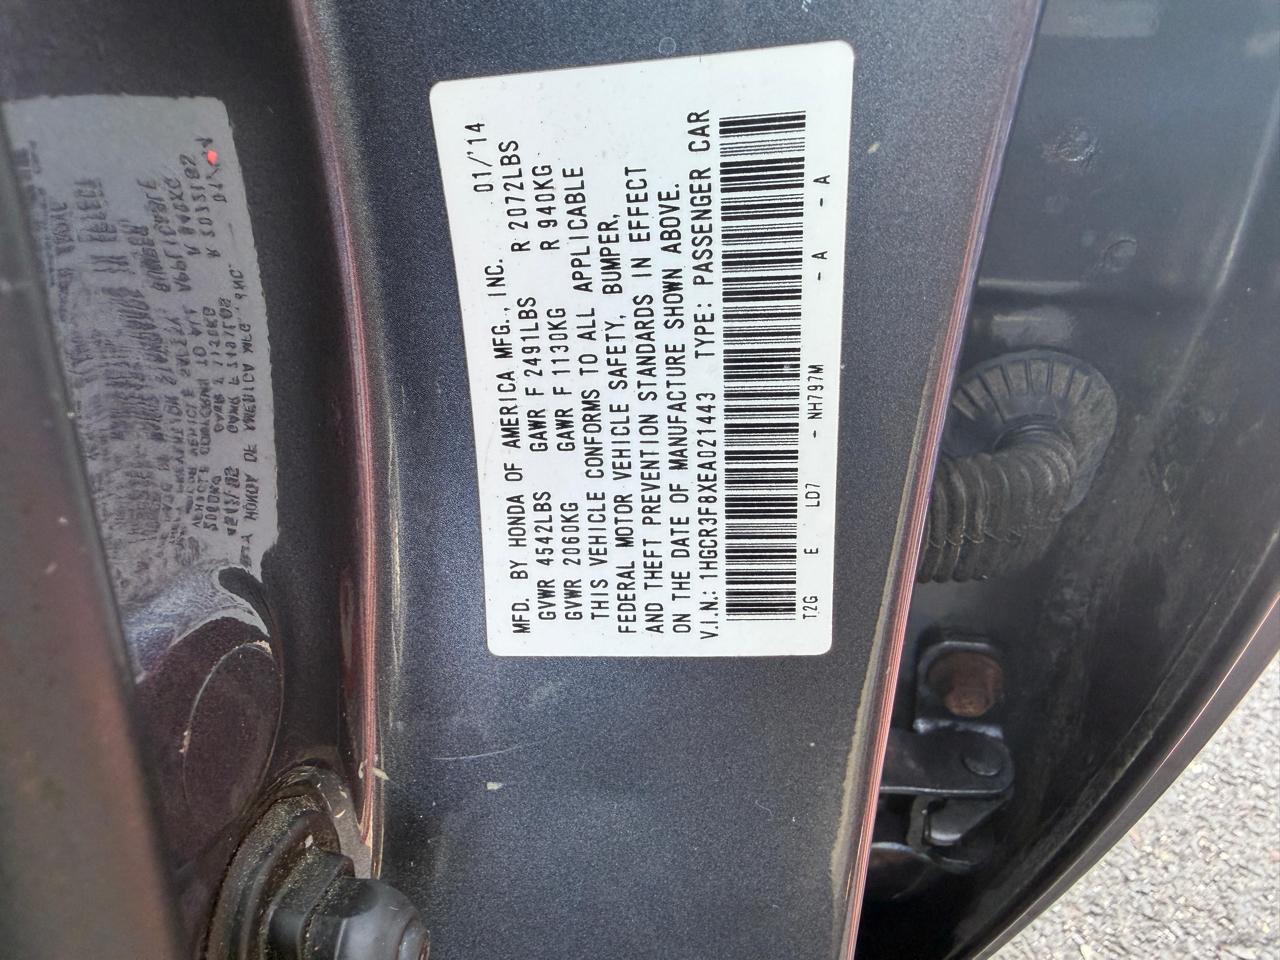 MFD. BY HONDA OF AMERICA MFG., INC. 01/'14
GVWR 4542LBS GAWR F 2491LBS R 2072LBS
GVWR 2060KG GAWR F 1130KG R 940KG
THIS VEHICLE CONFORMS TO ALL APPLICABLE
FEDERAL MOTOR VEHICLE SAFETY, BUMPER,
AND THEFT PREVENTION STANDARDS IN EFFECT
ON THE DATE OF MANUFACTURE SHOWN ABOVE.
V.I.N.: 1HGCR3F8XEA021443 TYPE: PASSENGER CAR
T2G E LD7 - NH797M - A - A